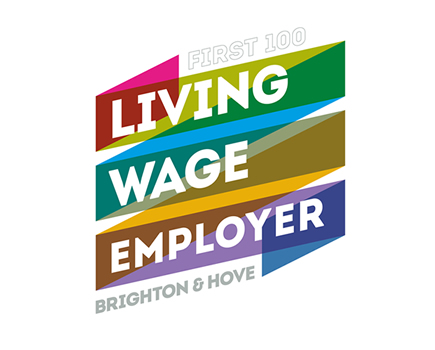 FIRST 100
LIVING
WAGE
EMPLOYER
BRIGHTON & HOVE